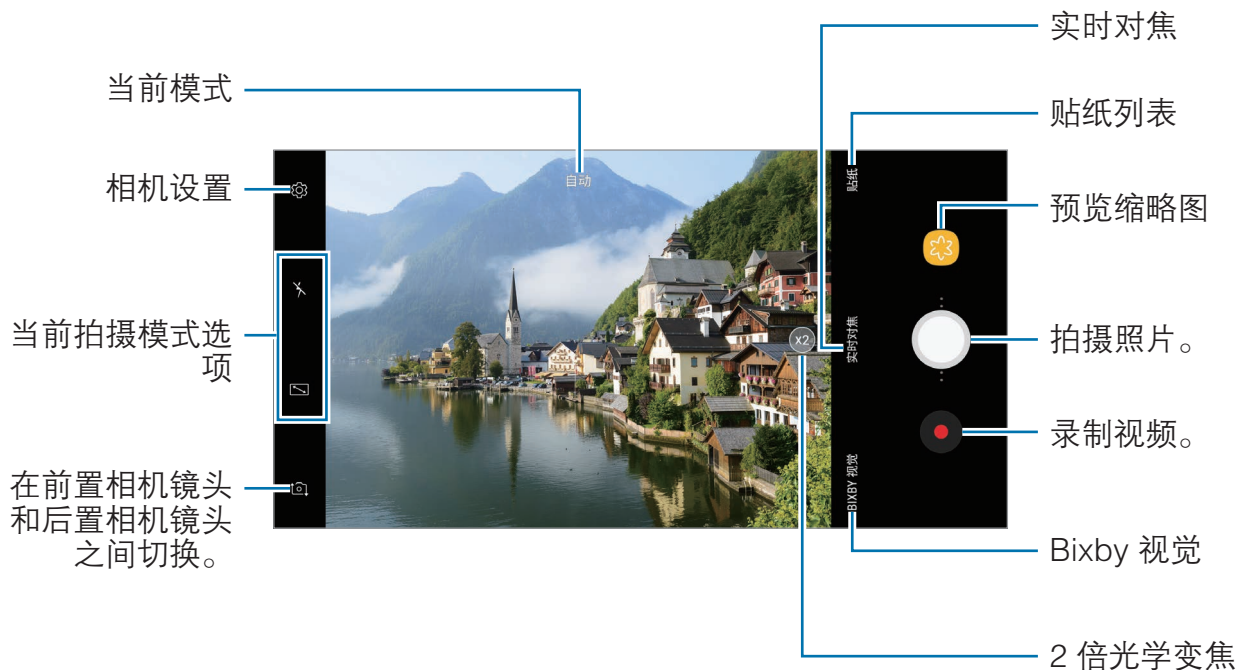 当前模式
相机设置
当前拍摄模式选
项
在前置相机镜头
和后置相机镜头
之间切换。
自动
X2
贴纸
实时对焦
BIXBY 视觉
实时对焦
贴纸列表
预览缩略图
拍摄照片。
录制视频。
Bixby 视觉
2 倍光学变焦